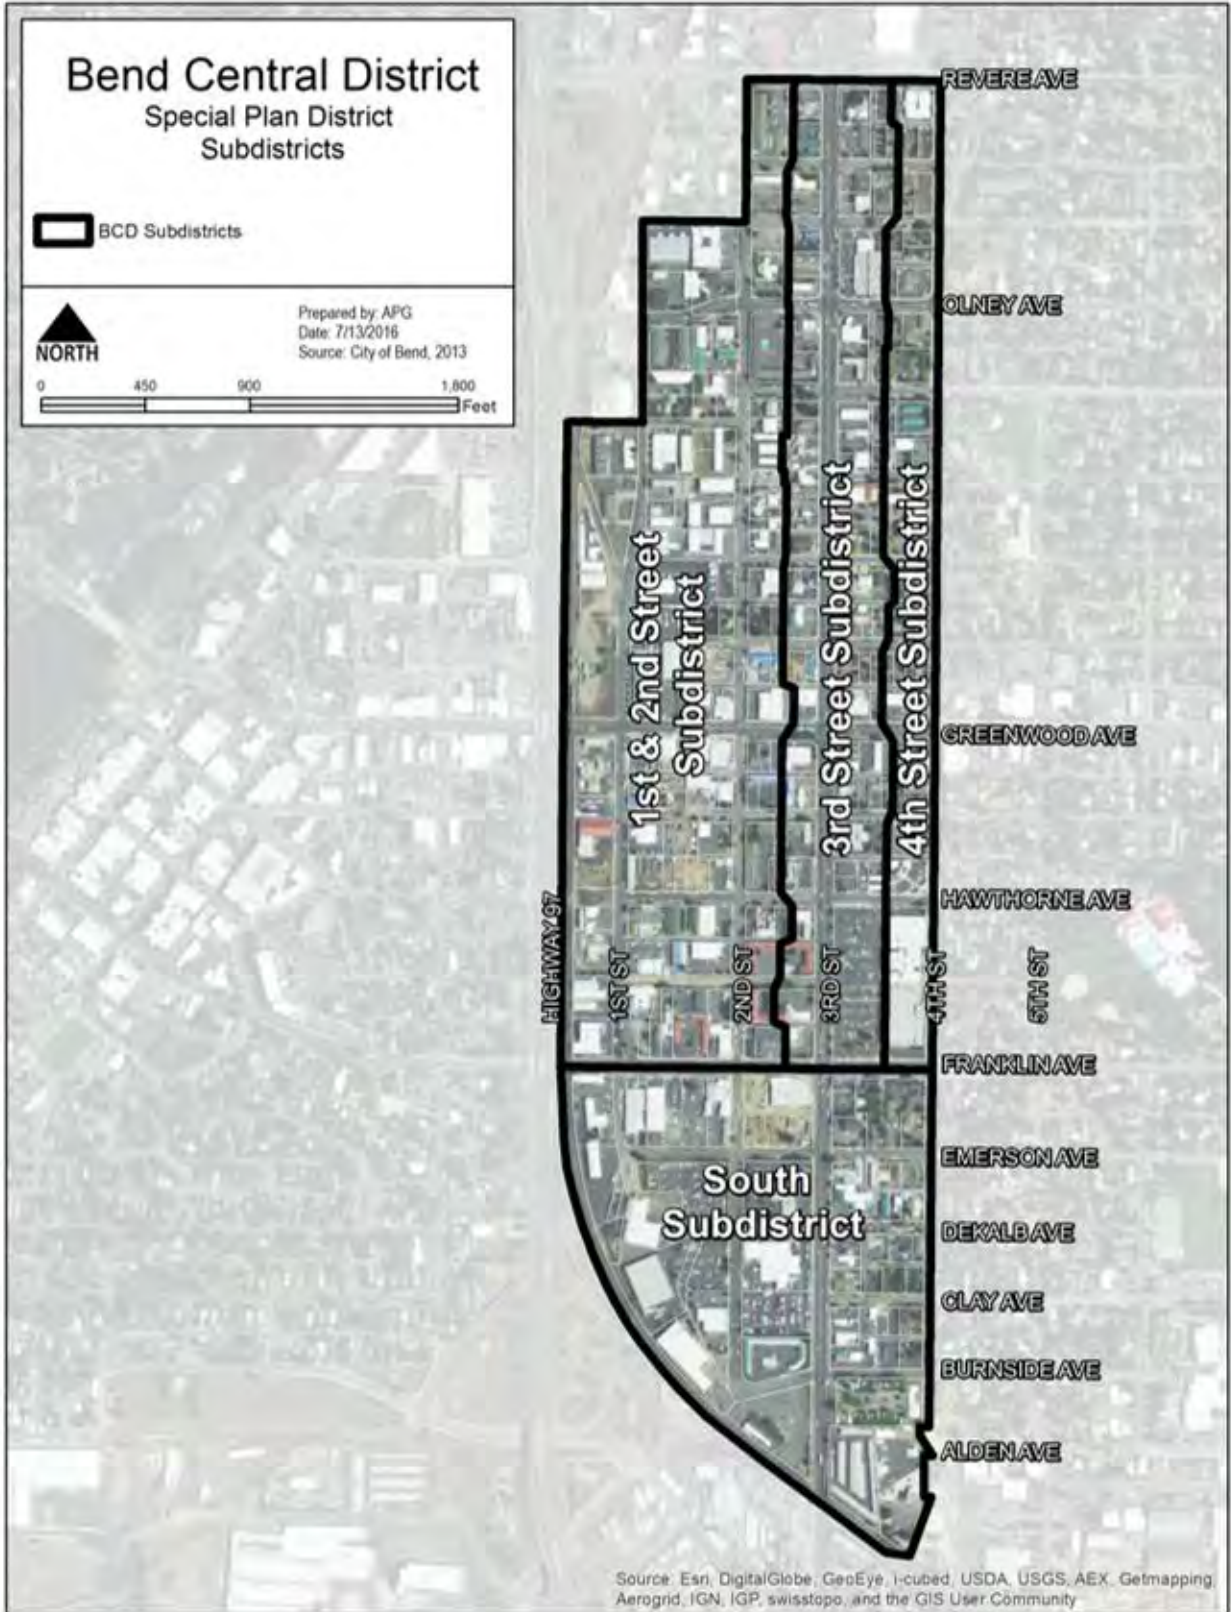 Bend Central District
Special Plan District
Subdistricts
BCD Subdistricts
NORTH
Prepared by: APG
Date: 7/13/2016
Source: City of Bend, 2013
0 450 900 1,800
Feet
REVERE AVE
OLNEY AVE
1st & 2nd Street
Subdistrict
3rd Street Subdistrict
4th Street Subdistrict
GREENWOOD AVE
HAWTHORNE AVE
HIGHWAY 97
1ST ST
2ND ST
3RD ST
4TH ST
5TH ST
FRANKLIN AVE
EMERSON AVE
South
Subdistrict
DEKALB AVE
CLAY AVE
BURNSIDE AVE
ALDEN AVE
Source: Esri, DigitalGlobe, GeoEye, i-cubed, USDA, USGS, AEX, Getmapping,
Aerogrid, IGN, IGP, swisstopo, and the GIS User Community